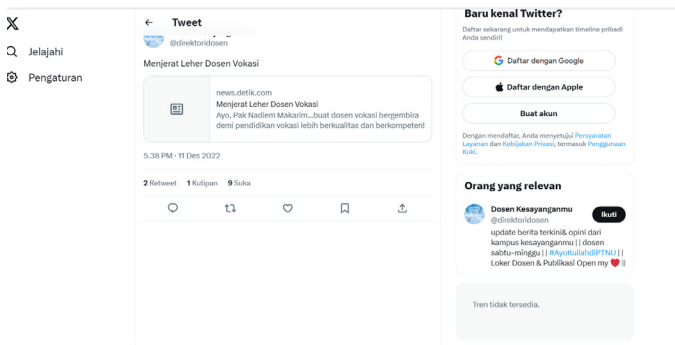 X
Jelajahi
Pengaturan
← Tweet
@direktoridosen
Menjerat Leher Dosen Vokasi
news.detik.com
Menjerat Leher Dosen Vokasi
Ayo, Pak Nadiem Makarim...buat dosen vokasi bergembira
demi pendidikan vokasi lebih berkualitas dan berkompeten!
5.38 PM · 11 Des 2022
2 Retweet 1 Kutipan 9 Suka
Baru kenal Twitter?
Daftar sekarang untuk mendapatkan timeline pribadi
Anda sendiri!
Daftar dengan Google
Daftar dengan Apple
Buat akun
Dengan mendaftar, Anda menyetujui Persyaratan
Layanan dan Kebijakan Privasi, termasuk Penggunaan
Kuki.
Orang yang relevan
Dosen Kesayanganmu
@direktoridosen
Ikuti
update berita terkini& opini dari
kampus kesayanganmu || dosen
sabtu-minggu || #AyoKuliahdiPTNU ||
Loker Dosen & Publikasi Open my ❤️ ||
Tren tidak tersedia.